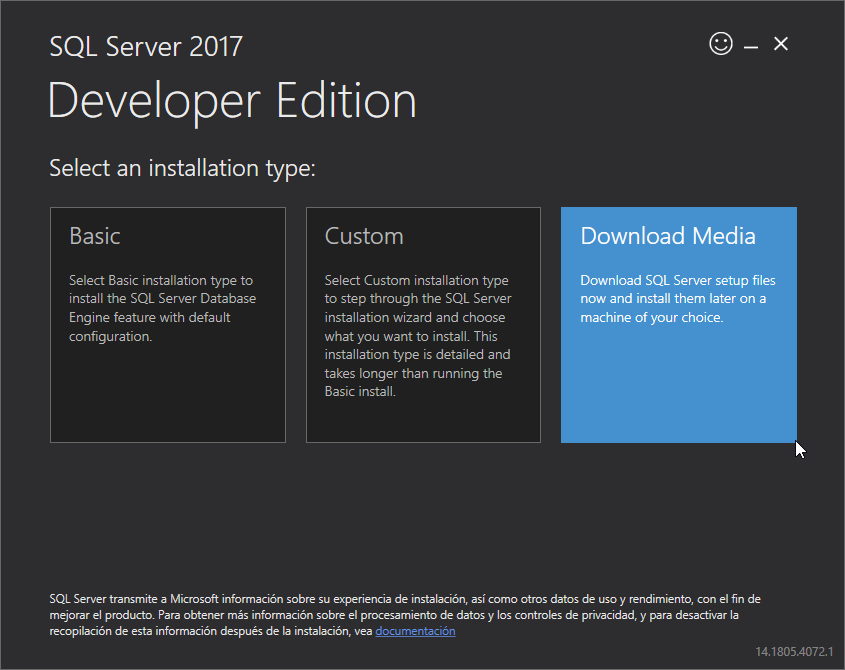 SQL Server 2017
Developer Edition
Select an installation type:
Basic
Select Basic installation type to
install the SQL Server Database
Engine feature with default
configuration.
Custom
Select Custom installation type
to step through the SQL Server
installation wizard and choose
what you want to install. This
installation type is detailed and
takes longer than running the
Basic install.
Download Media
Download SQL Server setup files
now and install them later on a
machine of your choice.
SQL Server transmite a Microsoft información sobre su experiencia de instalación, así como otros datos de uso y rendimiento, con el fin de
mejorar el producto. Para obtener más información sobre el procesamiento de datos y los controles de privacidad, y para desactivar la
recopilación de esta información después de la instalación, vea documentación
14.1805.4072.1